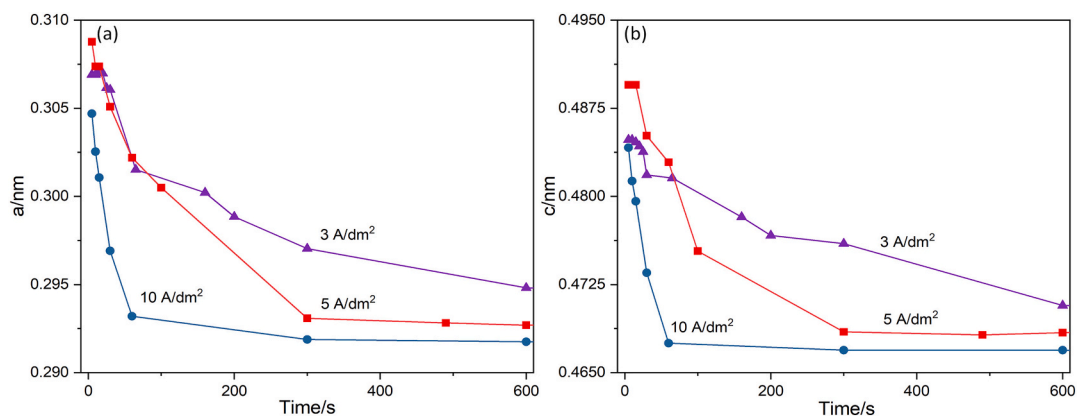 (a)
0.310
0.305
0.300
0.295
0.290
a/nm
3 A/dm²
5 A/dm²
10 A/dm²
0 200 400 600
Time/s
(b)
0.4950
0.4875
0.4800
0.4725
0.4650
c/nm
3 A/dm²
5 A/dm²
10 A/dm²
0 200 400 600
Time/s